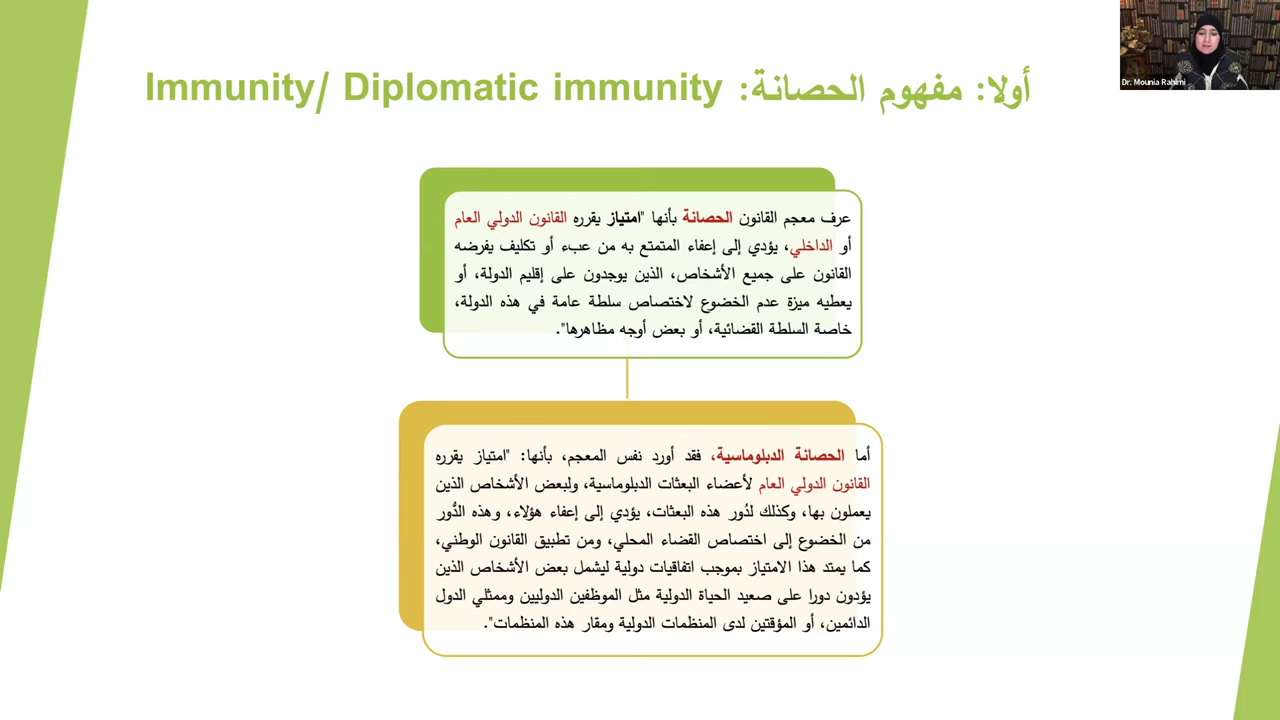 أولا: مفهوم الحصانة: Immunity/ Diplomatic immunity
Dr. Mounia Rahimi
عرف معجم القانون الحصانة بأنها "امتياز يقرره القانون الدولي العام
أو الداخلي، يؤدي إلى إعفاء المتمتع به من عبء أو تكليف يفرضه
القانون على جميع الأشخاص، الذين يوجدون على إقليم الدولة، أو
يعطيه ميزة عدم الخضوع لاختصاص سلطة عامة في هذه الدولة،
خاصة السلطة القضائية، أو بعض أوجه مظاهرها".
أما الحصانة الدبلوماسية، فقد أورد نفس المعجم، بأنها: "امتياز يقرره
القانون الدولي العام لأعضاء البعثات الدبلوماسية، ولبعض الأشخاص الذين
يعملون بها، وكذلك لدُور هذه البعثات، يؤدي إلى إعفاء هؤلاء، وهذه الدُّور
من الخضوع إلى اختصاص القضاء المحلي، ومن تطبيق القانون الوطني،
كما يمتد هذا الامتياز بموجب اتفاقيات دولية ليشمل بعض الأشخاص الذين
يؤدون دورا على صعيد الحياة الدولية مثل الموظفين الدوليين وممثلي الدول
الدائمين، أو المؤقتين لدى المنظمات الدولية ومقار هذه المنظمات".